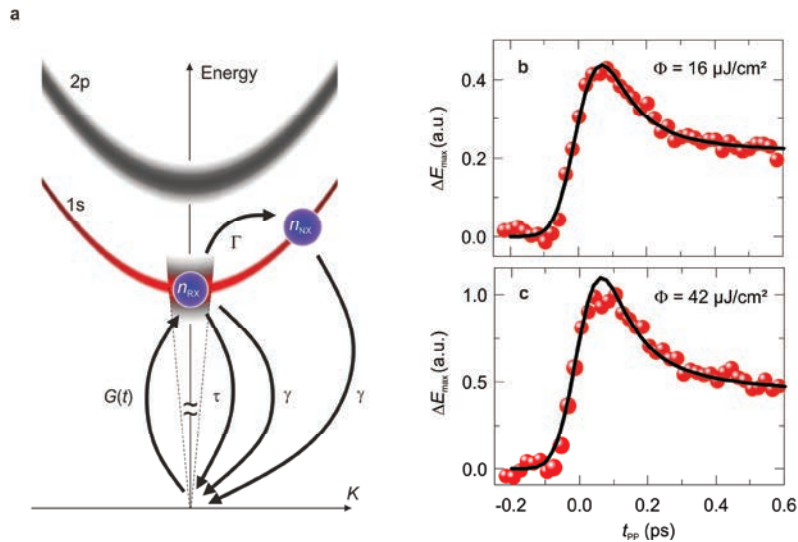 a
Energy
2p
1s
Γ
n_NX
n_RX
G(t)
≈
τ
γ
γ
K
b
Φ = 16 µJ/cm²
ΔE_max (a.u.)
0.4
0.2
0.0
c
Φ = 42 µJ/cm²
ΔE_max (a.u.)
1.0
0.5
0.0
-0.2 0.0 0.2 0.4 0.6
t_PP (ps)